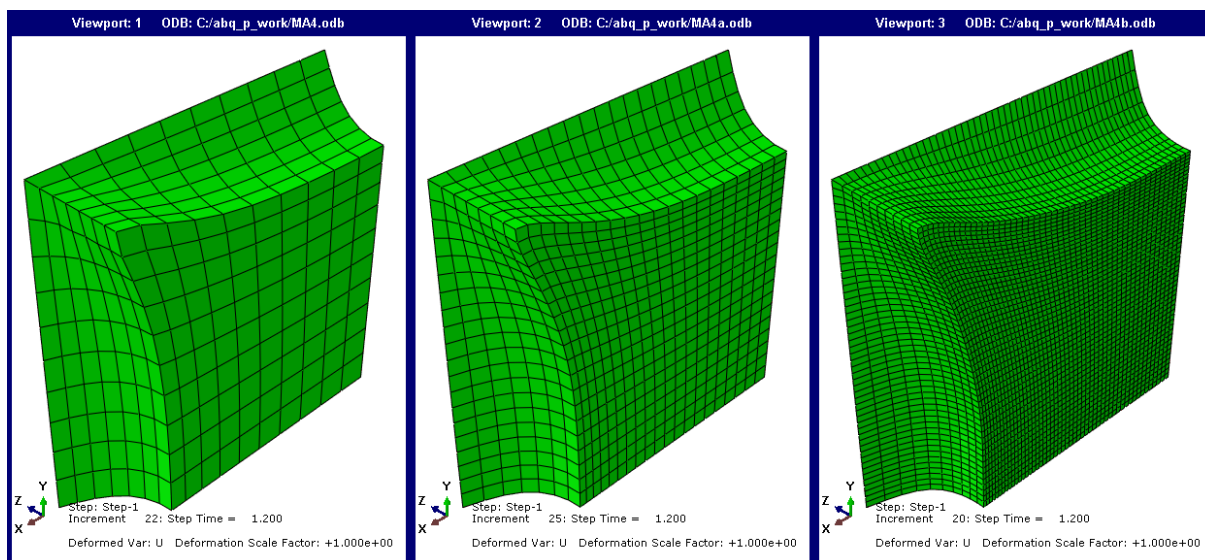 Viewport: 1 ODB: C:/abq_p_work/MA4.odb
Y
Z
X
Step: Step-1
Increment 22: Step Time = 1.200
Deformed Var: U Deformation Scale Factor: +1.000e+00
Viewport: 2 ODB: C:/abq_p_work/MA4a.odb
Y
Z
X
Step: Step-1
Increment 25: Step Time = 1.200
Deformed Var: U Deformation Scale Factor: +1.000e+00
Viewport: 3 ODB: C:/abq_p_work/MA4b.odb
Y
Z
X
Step: Step-1
Increment 20: Step Time = 1.200
Deformed Var: U Deformation Scale Factor: +1.000e+00